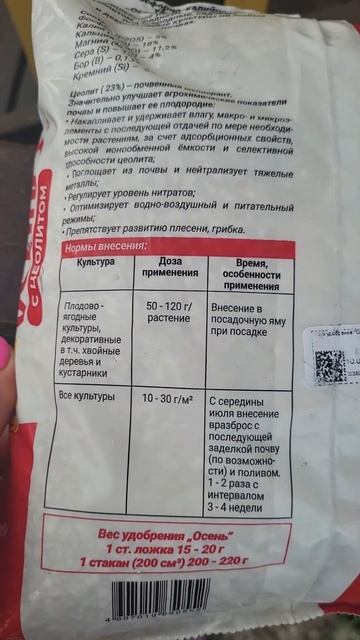 Кальций
Магний
Сера (S) – 11,2%
Бор (B) – 0,1
Кремний (Si)
Цеолит (23%) – почвенный
Значительно улучшает агрохимические показатели
почвы и повышает ее плодородие:
• Накапливает и удерживает влагу, макро- и микроэ-
лементы с последующей отдачей по мере необходи-
мости растениям, за счет адсорбционных свойств,
высокой ионообменной ёмкости и селективной
способности цеолита;
• Поглощает из почвы и нейтрализует тяжелые
металлы;
• Регулирует уровень нитратов;
• Оптимизирует водно-воздушный и питательный
режимы;
• Препятствует развитию плесени, грибка.
С ЦЕОЛИТОМ
Нормы внесения:
Культура
Доза
применения
Время,
особенности
применения
Плодово -
ягодные
культуры,
декоративные
в т.ч. хвойные
деревья и
кустарники
50 - 120 г/
растение
Внесение в
посадочную яму
при посадке
Все культуры
10 - 30 г/м²
С середины
июля внесение
вразброс с
последующей
заделкой почву
(по возможно-
сти) и поливом.
1 - 2 раза с
интервалом
3 - 4 недели
Вес удобрения „Осень"
1 ст. ложка 15 - 20 г
1 стакан (200 см³) 200 - 220 г